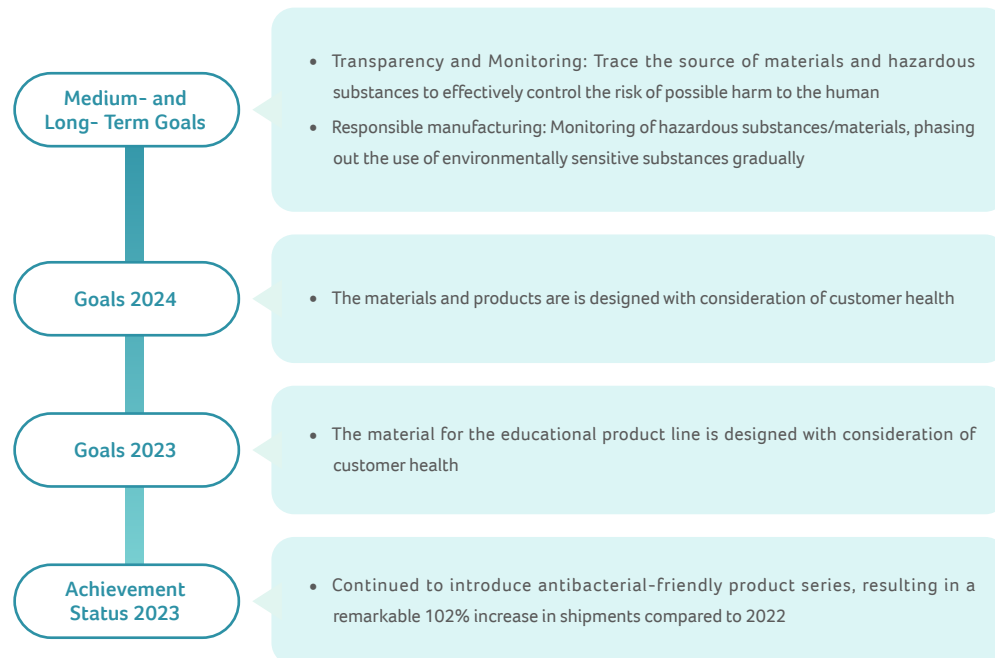 Medium- and
Long- Term Goals
• Transparency and Monitoring: Trace the source of materials and hazardous
substances to effectively control the risk of possible harm to the human
• Responsible manufacturing: Monitoring of hazardous substances/materials, phasing
out the use of environmentally sensitive substances gradually
Goals 2024
• The materials and products are is designed with consideration of customer health
Goals 2023
• The material for the educational product line is designed with consideration of
customer health
Achievement
Status 2023
• Continued to introduce antibacterial-friendly product series, resulting in a
remarkable 102% increase in shipments compared to 2022